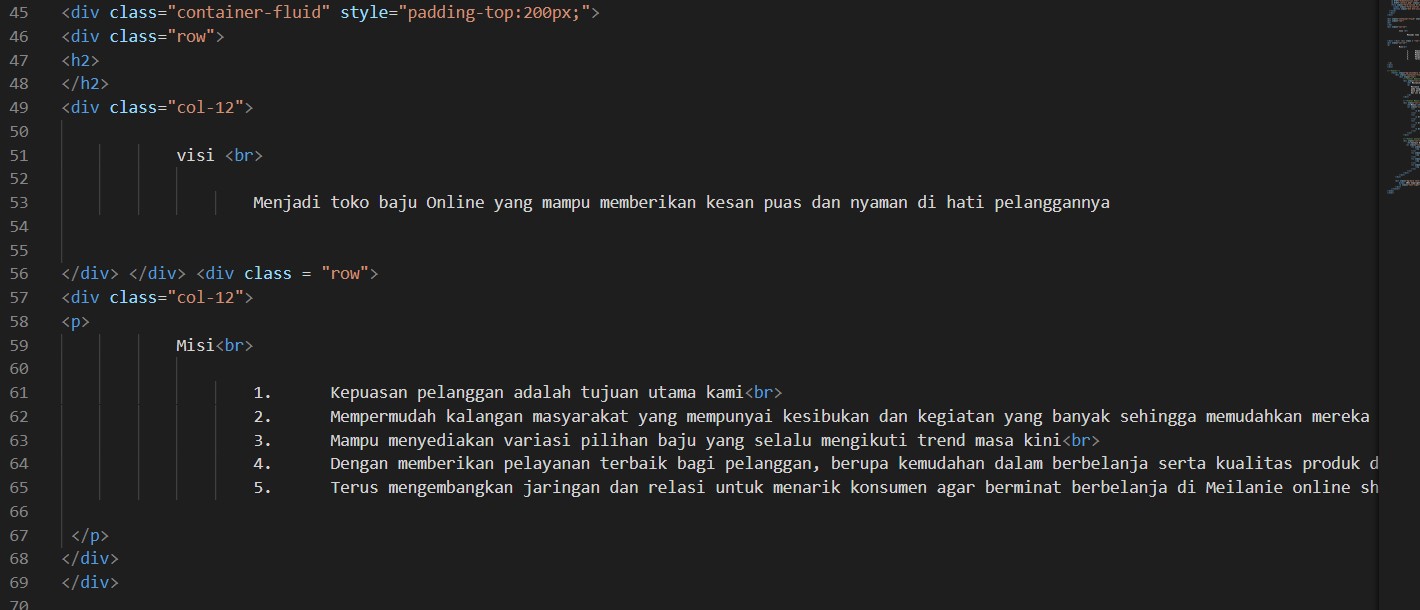 45 <div class="container-fluid" style="padding-top:200px;">
46 <div class="row">
47 <h2>
48 </h2>
49 <div class="col-12">
50
51 visi <br>
52
53 Menjadi toko baju Online yang mampu memberikan kesan puas dan nyaman di hati pelanggannya
54
55
56 </div> </div> <div class = "row">
57 <div class="col-12">
58 <p>
59 Misi<br>
60
61 1. Kepuasan pelanggan adalah tujuan utama kami<br>
62 2. Mempermudah kalangan masyarakat yang mempunyai kesibukan dan kegiatan yang banyak sehingga memudahkan mereka
63 3. Mampu menyediakan variasi pilihan baju yang selalu mengikuti trend masa kini<br>
64 4. Dengan memberikan pelayanan terbaik bagi pelanggan, berupa kemudahan dalam berbelanja serta kualitas produk d
65 5. Terus mengembangkan jaringan dan relasi untuk menarik konsumen agar berminat berbelanja di Meilanie online sh
66
67 </p>
68 </div>
69 </div>
70